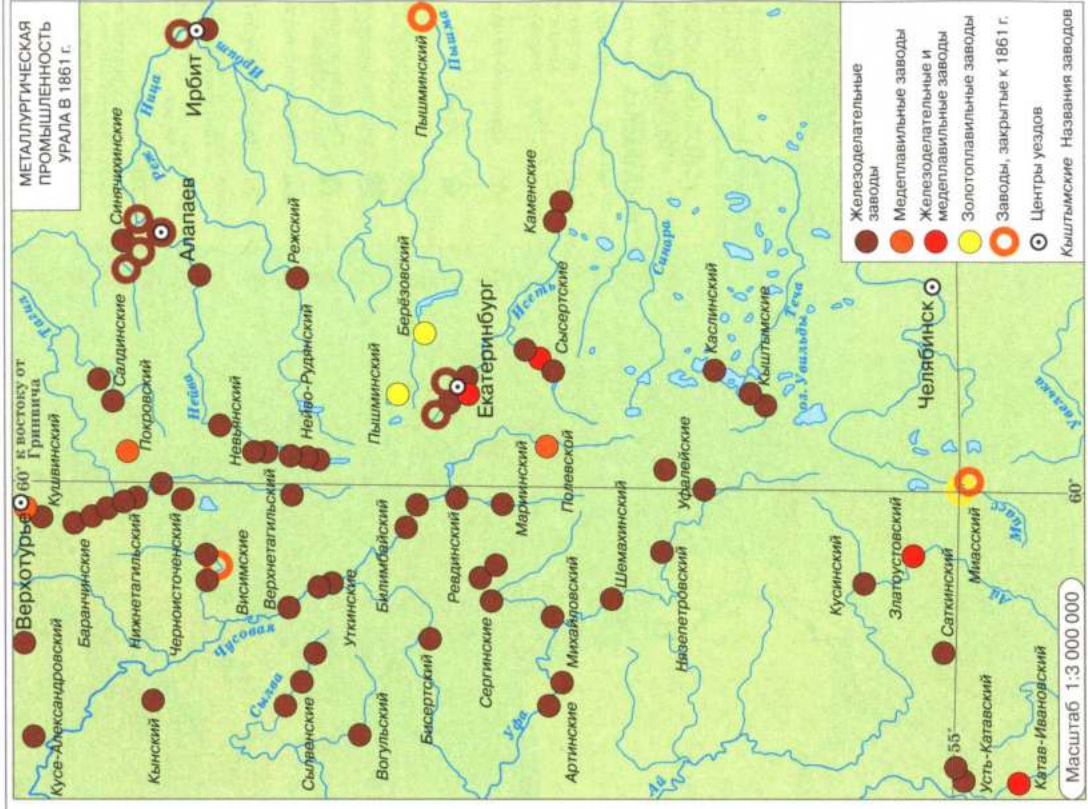 МЕТАЛЛУРГИЧЕСКАЯ
ПРОМЫШЛЕННОСТЬ
УРАЛА В 1861 г.
Верхотурье
60° к востоку от
Гринвича
Кусе-Александровский
Кушвинский
Тагил
Синячихинские
Ница
Ирбит
Ирбит
Реж
Алапаев
Баранчинские
Салдинские
Покровский
Кынский
Нижнетагильский
Черноисточенский
Нейва
Висимские
Невьянский
Режский
Нейво-Рудянский
Верхнетагильский
Чусовая
Сылва
Уткинские
Сылвенские
Пышминский
Берёзовский
Пышминский
Пышма
Вогульский
Билимбайский
Бисертский
Екатеринбург
Ревдинский
Мариинский
Исеть
Каменские
Сергинские
Сысертские
Полевской
Уфа
Артинские
Михайловский
Шемахинский
Синара
Уфалейские
Нязепетровский
Каслинский
Кыштымские
оз. Увильды
Теча
Ай
Кусинский
Златоустовский
Челябинск
Саткинский
Миасский
55°
Усть-Катавский
Ай
Миасс
Увелька
Катав-Ивановский
60°
Масштаб 1:3 000 000
Железоделательные
заводы
Медеплавильные заводы
Железоделательные и
медеплавильные заводы
Золотоплавильные заводы
Заводы, закрытые к 1861 г.
Центры уездов
Кыштымские Названия заводов